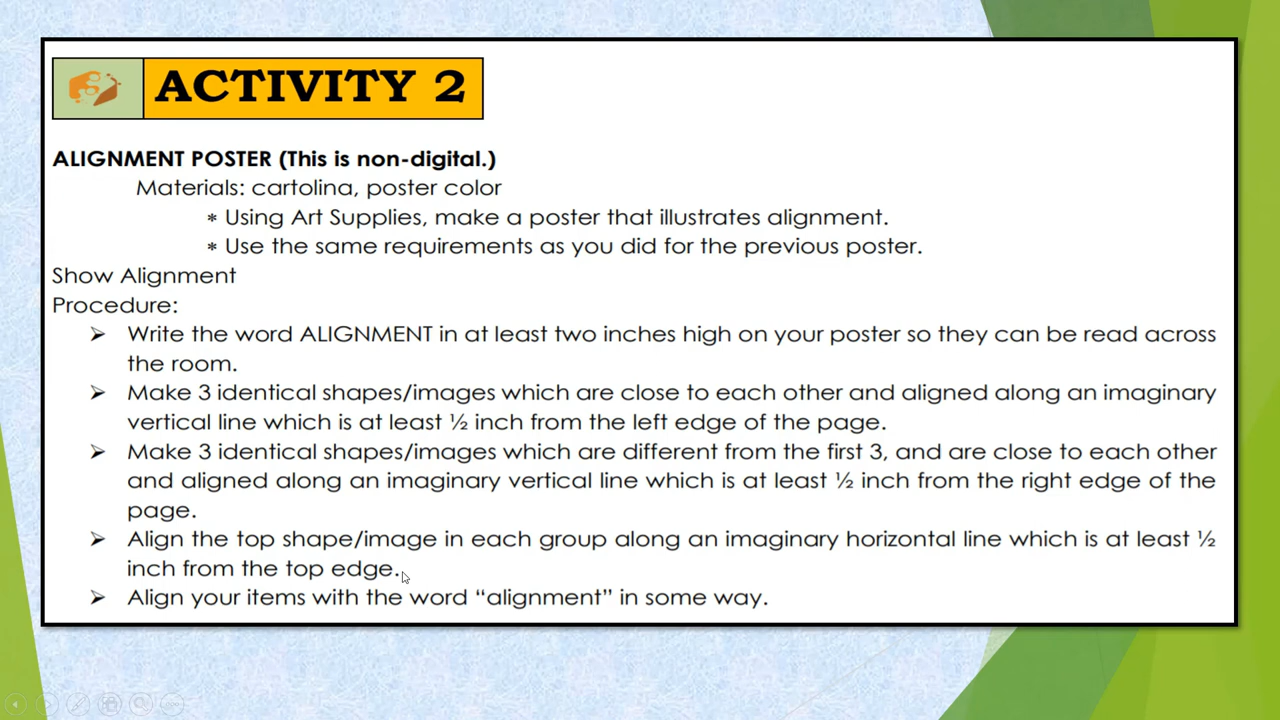 ACTIVITY 2
ALIGNMENT POSTER (This is non-digital.)
Materials: cartolina, poster color
* Using Art Supplies, make a poster that illustrates alignment.
* Use the same requirements as you did for the previous poster.
Show Alignment
Procedure:
➢ Write the word ALIGNMENT in at least two inches high on your poster so they can be read across
the room.
➢ Make 3 identical shapes/images which are close to each other and aligned along an imaginary
vertical line which is at least ½ inch from the left edge of the page.
➢ Make 3 identical shapes/images which are different from the first 3, and are close to each other
and aligned along an imaginary vertical line which is at least ½ inch from the right edge of the
page.
➢ Align the top shape/image in each group along an imaginary horizontal line which is at least ½
inch from the top edge.
➢ Align your items with the word “alignment” in some way.